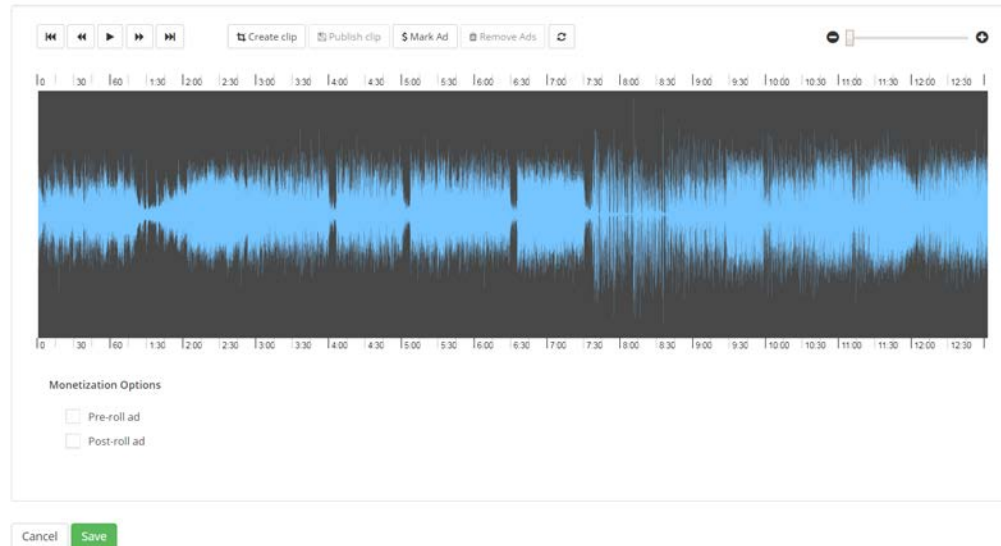 Create clip Publish clip $ Mark Ad Remove Ads
0 30 60 1:30 2:00 2:30 3:00 3:30 4:00 4:30 5:00 5:30 6:00 6:30 7:00 7:30 8:00 8:30 9:00 9:30 10:00 10:30 11:00 11:30 12:00 12:30
0 30 60 1:30 2:00 2:30 3:00 3:30 4:00 4:30 5:00 5:30 6:00 6:30 7:00 7:30 8:00 8:30 9:00 9:30 10:00 10:30 11:00 11:30 12:00 12:30
Monetization Options
Pre-roll ad
Post-roll ad
Cancel Save